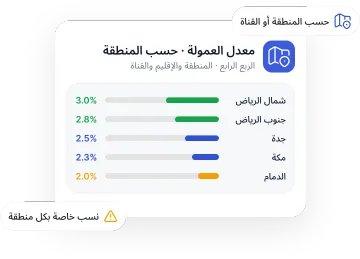 حسب المنطقة أو القناة
معدل العمولة · حسب المنطقة
الربع الرابع · المنطقة والإقليم والقناة
شمال الرياض 3.0%
جنوب الرياض 2.8%
جدة 2.5%
مكة 2.3%
الدمام 2.0%
نسب خاصة بكل منطقة